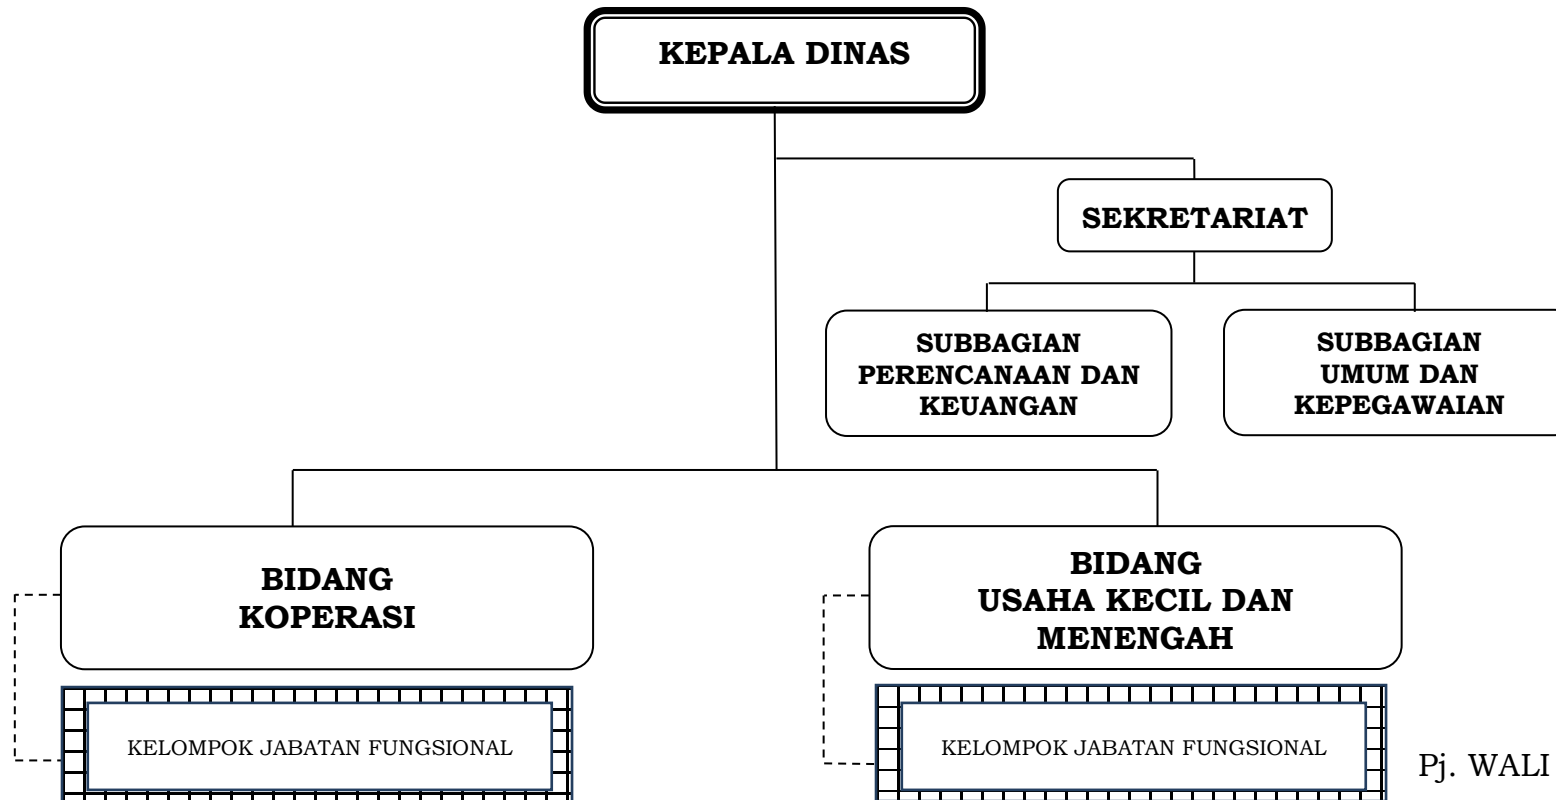 KEPALA DINAS
SEKRETARIAT
SUBBAGIAN
PERENCANAAN DAN
KEUANGAN
SUBBAGIAN
UMUM DAN
KEPEGAWAIAN
BIDANG
KOPERASI
BIDANG
USAHA KECIL DAN
MENENGAH
KELOMPOK JABATAN FUNGSIONAL
KELOMPOK JABATAN FUNGSIONAL
Pj. WALI